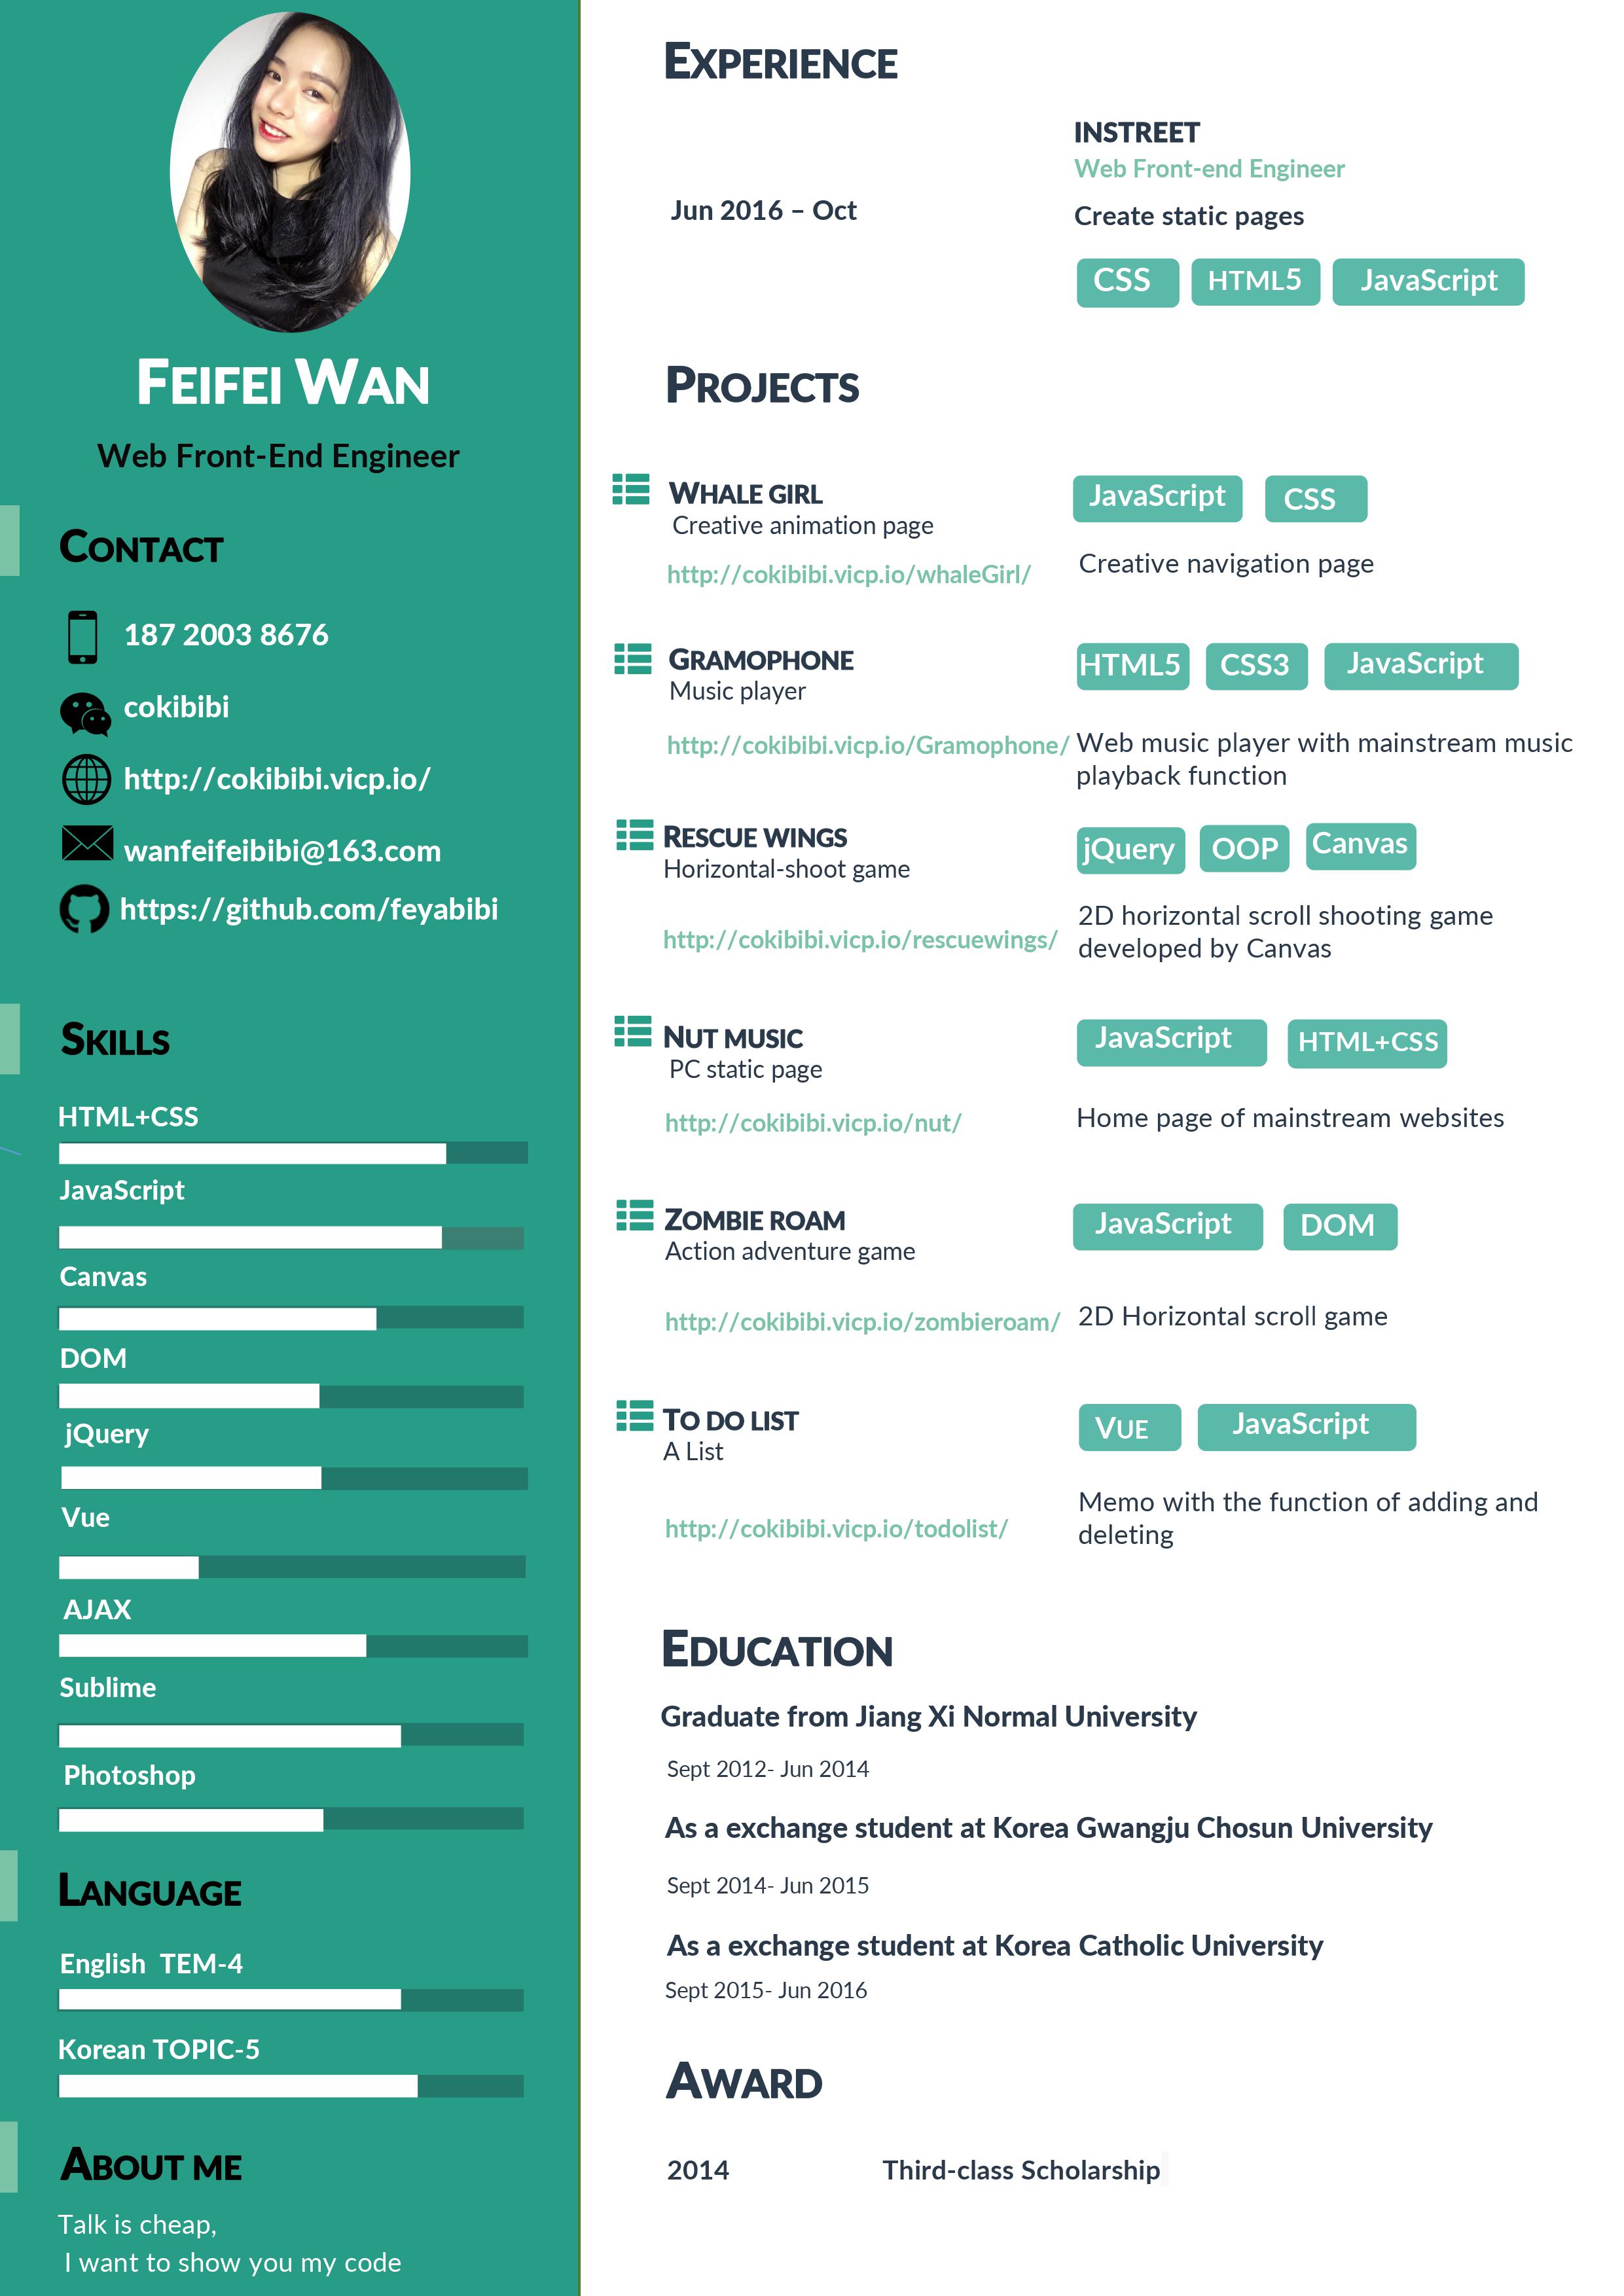 FEIFEI WAN
Web Front-End Engineer
CONTACT
187 2003 8676
cokibibi
http://cokibibi.vicp.io/
wanfeifeibibi@163.com
https://github.com/feyabibi
SKILLS
HTML+CSS
JavaScript
Canvas
DOM
jQuery
Vue
AJAX
Sublime
Photoshop
LANGUAGE
English TEM-4
Korean TOPIC-5
ABOUT ME
Talk is cheap,
I want to show you my code
EXPERIENCE
Jun 2016 – Oct
INSTREET
Web Front-end Engineer
Create static pages
CSS HTML5 JavaScript
PROJECTS
WHALE GIRL
Creative animation page
http://cokibibi.vicp.io/whaleGirl/
JavaScript CSS
Creative navigation page
GRAMOPHONE
Music player
http://cokibibi.vicp.io/Gramophone/
HTML5 CSS3 JavaScript
Web music player with mainstream music
playback function
RESCUE WINGS
Horizontal-shoot game
http://cokibibi.vicp.io/rescuewings/
jQuery OOP Canvas
2D horizontal scroll shooting game
developed by Canvas
NUT MUSIC
PC static page
http://cokibibi.vicp.io/nut/
JavaScript HTML+CSS
Home page of mainstream websites
ZOMBIE ROAM
Action adventure game
http://cokibibi.vicp.io/zombieroam/
JavaScript DOM
2D Horizontal scroll game
TO DO LIST
A List
http://cokibibi.vicp.io/todolist/
VUE JavaScript
Memo with the function of adding and
deleting
EDUCATION
Graduate from Jiang Xi Normal University
Sept 2012- Jun 2014
As a exchange student at Korea Gwangju Chosun University
Sept 2014- Jun 2015
As a exchange student at Korea Catholic University
Sept 2015- Jun 2016
AWARD
2014 Third-class Scholarship